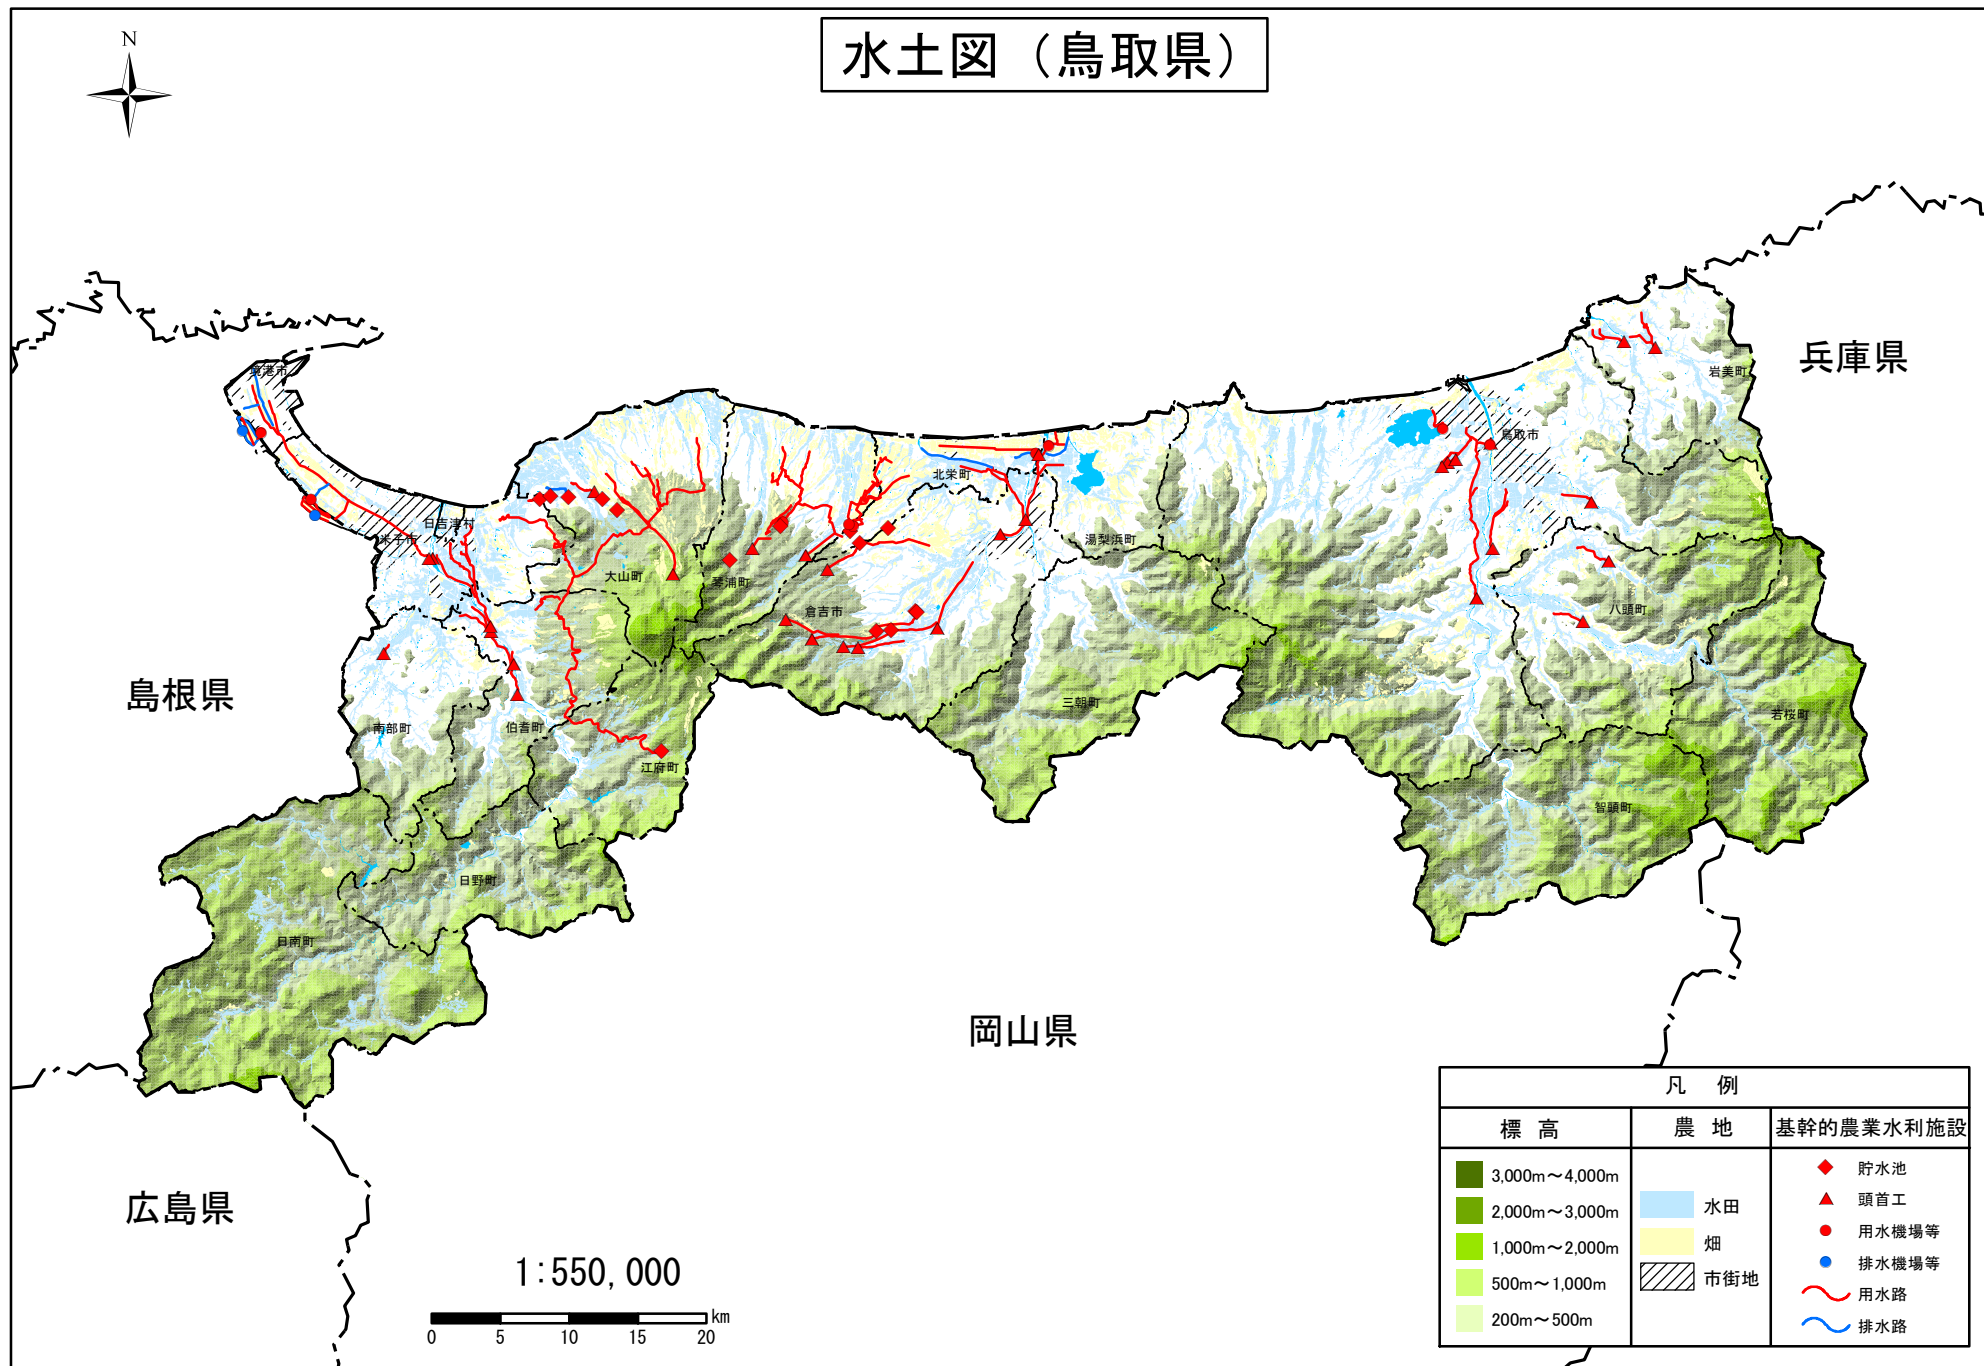 水土図（鳥取県）
N
兵庫県
岩美町
境港市
鳥取市
北栄町
日吉津村
米子市
湯梨浜町
大山町
琴浦町
倉吉市
八頭町
島根県
三朝町
若桜町
南部町
伯耆町
江府町
智頭町
日野町
日南町
岡山県
広島県
1:550,000
km
0 5 10 15 20
凡 例
標 高
農 地
基幹的農業水利施設
3,000m～4,000m
2,000m～3,000m
1,000m～2,000m
500m～1,000m
200m～500m
水田
畑
市街地
貯水池
頭首工
用水機場等
排水機場等
用水路
排水路